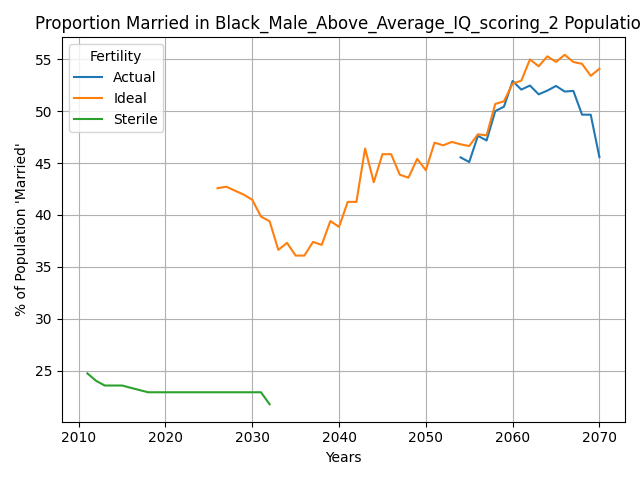 Proportion Married in Black_Male_Above_Average_IQ_scoring_2 Populatio
Fertility
Actual
Ideal
Sterile
% of Population 'Married'
55
50
45
40
35
30
25
2010 2020 2030 2040 2050 2060 2070
Years